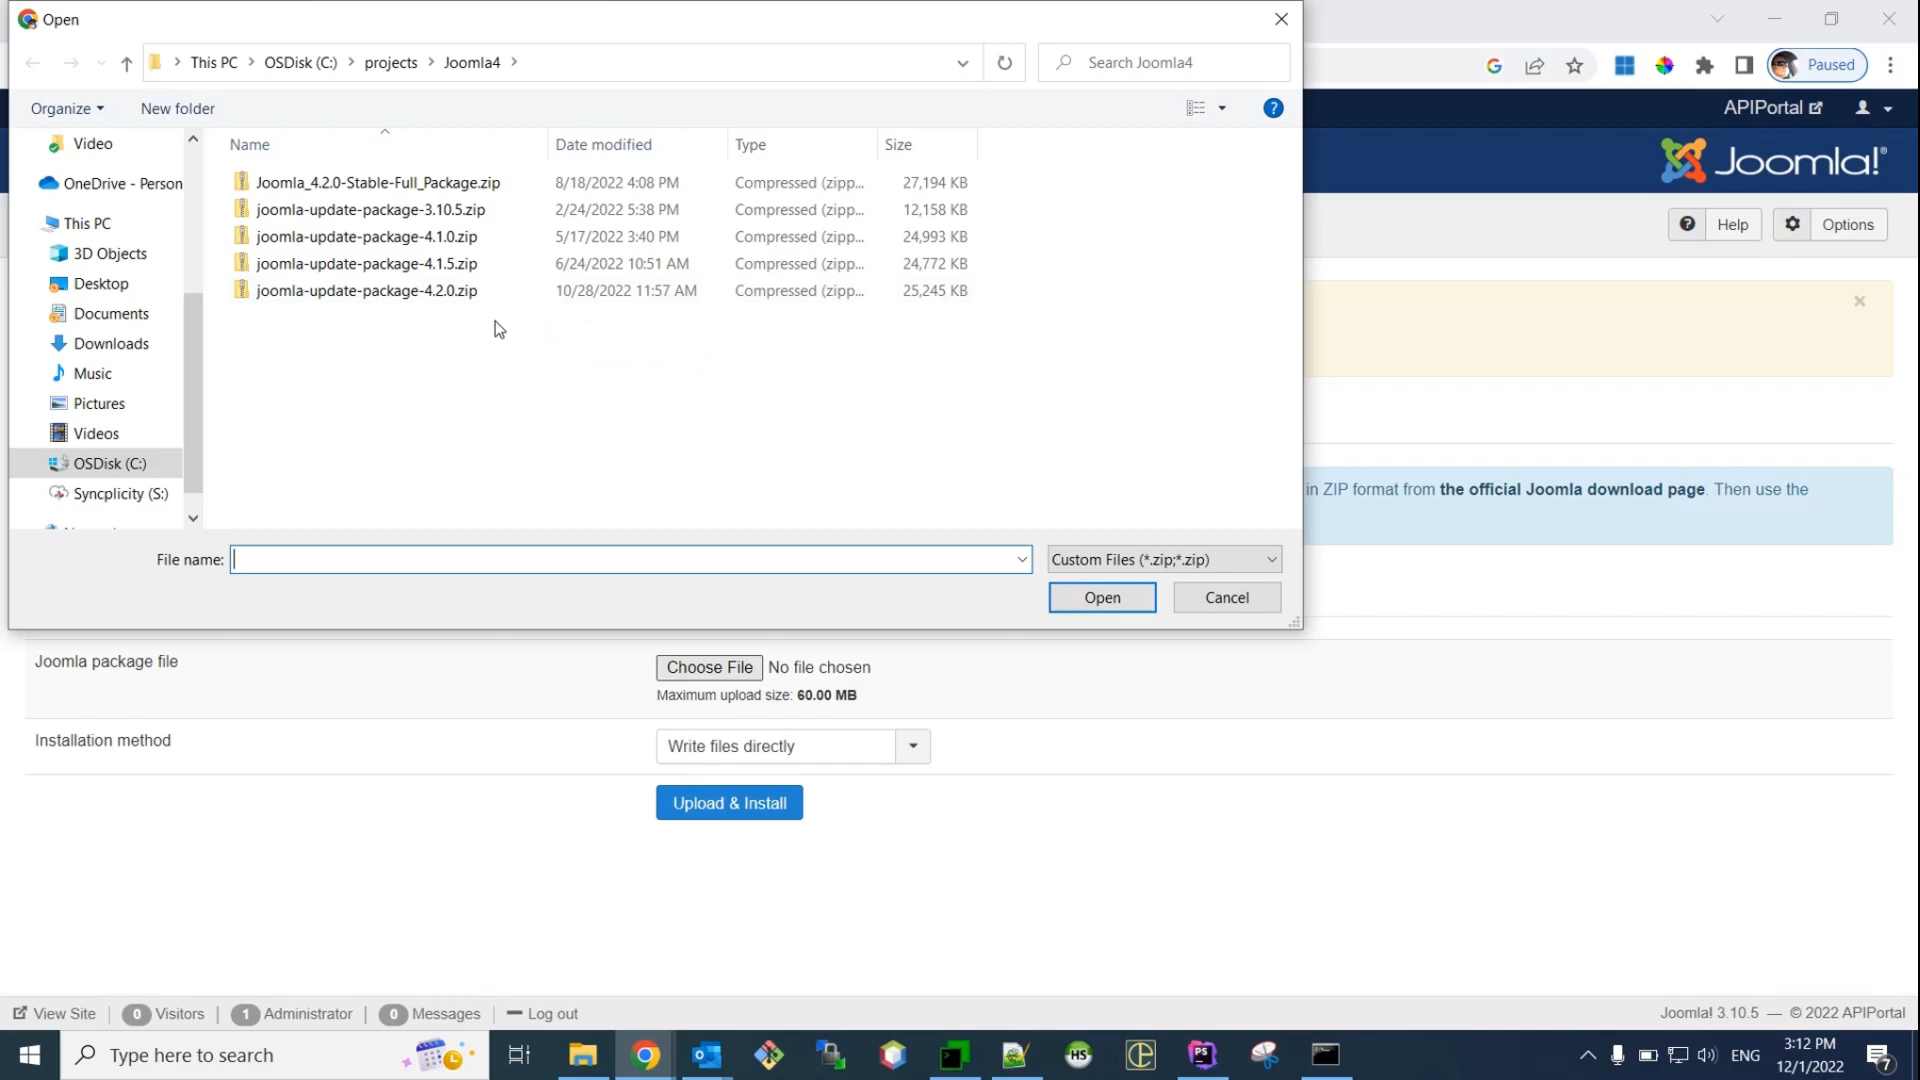 Open
This PC > OSDisk (C:) > projects > Joomla4 >
Search Joomla4
Paused
Organize
New folder
?
APIPortal
Name
Date modified
Type
Size
Joomla!®
Video
OneDrive - Person
This PC
3D Objects
Desktop
Documents
Downloads
Music
Pictures
Videos
OSDisk (C:)
Syncplicity (S:)
Joomla_4.2.0-Stable-Full_Package.zip 8/18/2022 4:08 PM Compressed (zipp... 27,194 KB
joomla-update-package-3.10.5.zip 2/24/2022 5:38 PM Compressed (zipp... 12,158 KB
joomla-update-package-4.1.0.zip 5/17/2022 3:40 PM Compressed (zipp... 24,993 KB
joomla-update-package-4.1.5.zip 6/24/2022 10:51 AM Compressed (zipp... 24,772 KB
joomla-update-package-4.2.0.zip 10/28/2022 11:57 AM Compressed (zipp... 25,245 KB
? Help
Options
in ZIP format from the official Joomla download page. Then use the
File name:
Custom Files (*.zip;*.zip)
Open
Cancel
Joomla package file
Choose File No file chosen
Maximum upload size: 60.00 MB
Installation method
Write files directly
Upload & Install
View Site
0 Visitors
1 Administrator
0 Messages
Log out
Joomla! 3.10.5 — © 2022 APIPortal
Type here to search
HS
PS
ENG
3:12 PM
12/1/2022
7